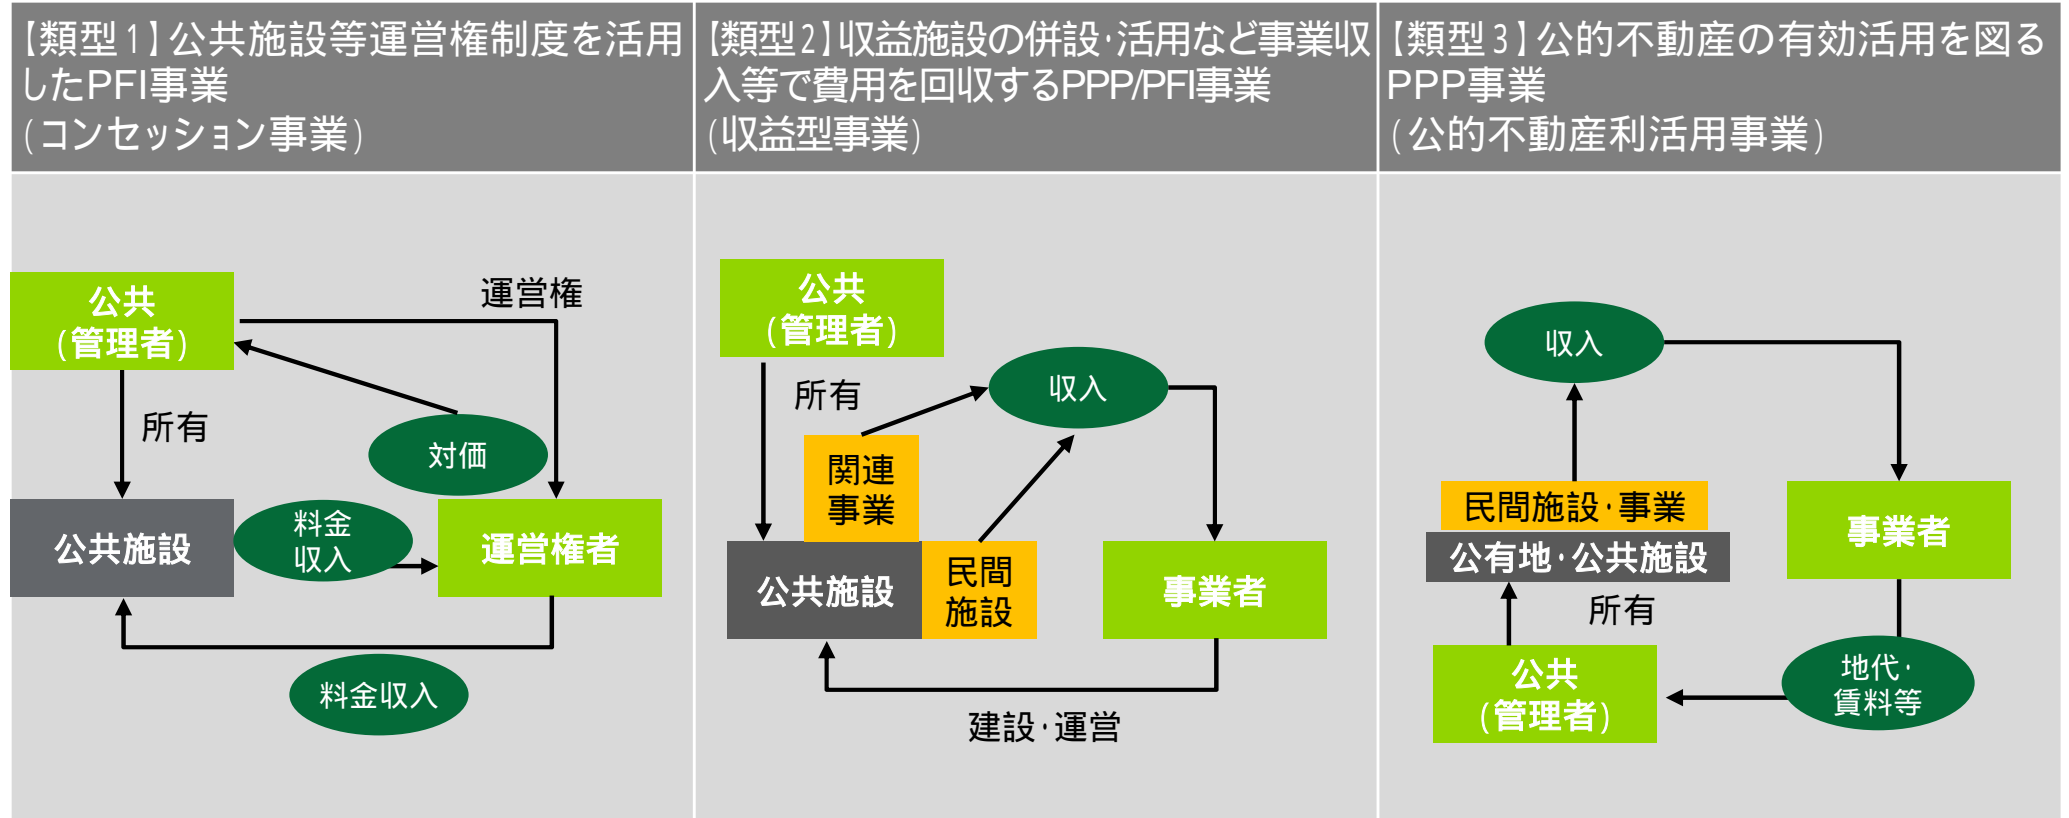 【類型1】公共施設等運営権制度を活用
したPFI事業
(コンセッション事業)
【類型2】収益施設の併設・活用など事業収
入等で費用を回収するPPP/PFI事業
(収益型事業)
【類型3】公的不動産の有効活用を図る
PPP事業
(公的不動産利活用事業)
公共
(管理者)
運営権
所有
対価
公共施設
料金
収入
運営権者
料金収入
公共
(管理者)
所有
収入
関連
事業
公共施設
民間
施設
事業者
建設・運営
収入
民間施設・事業
公有地・公共施設
事業者
所有
公共
(管理者)
地代・
賃料等